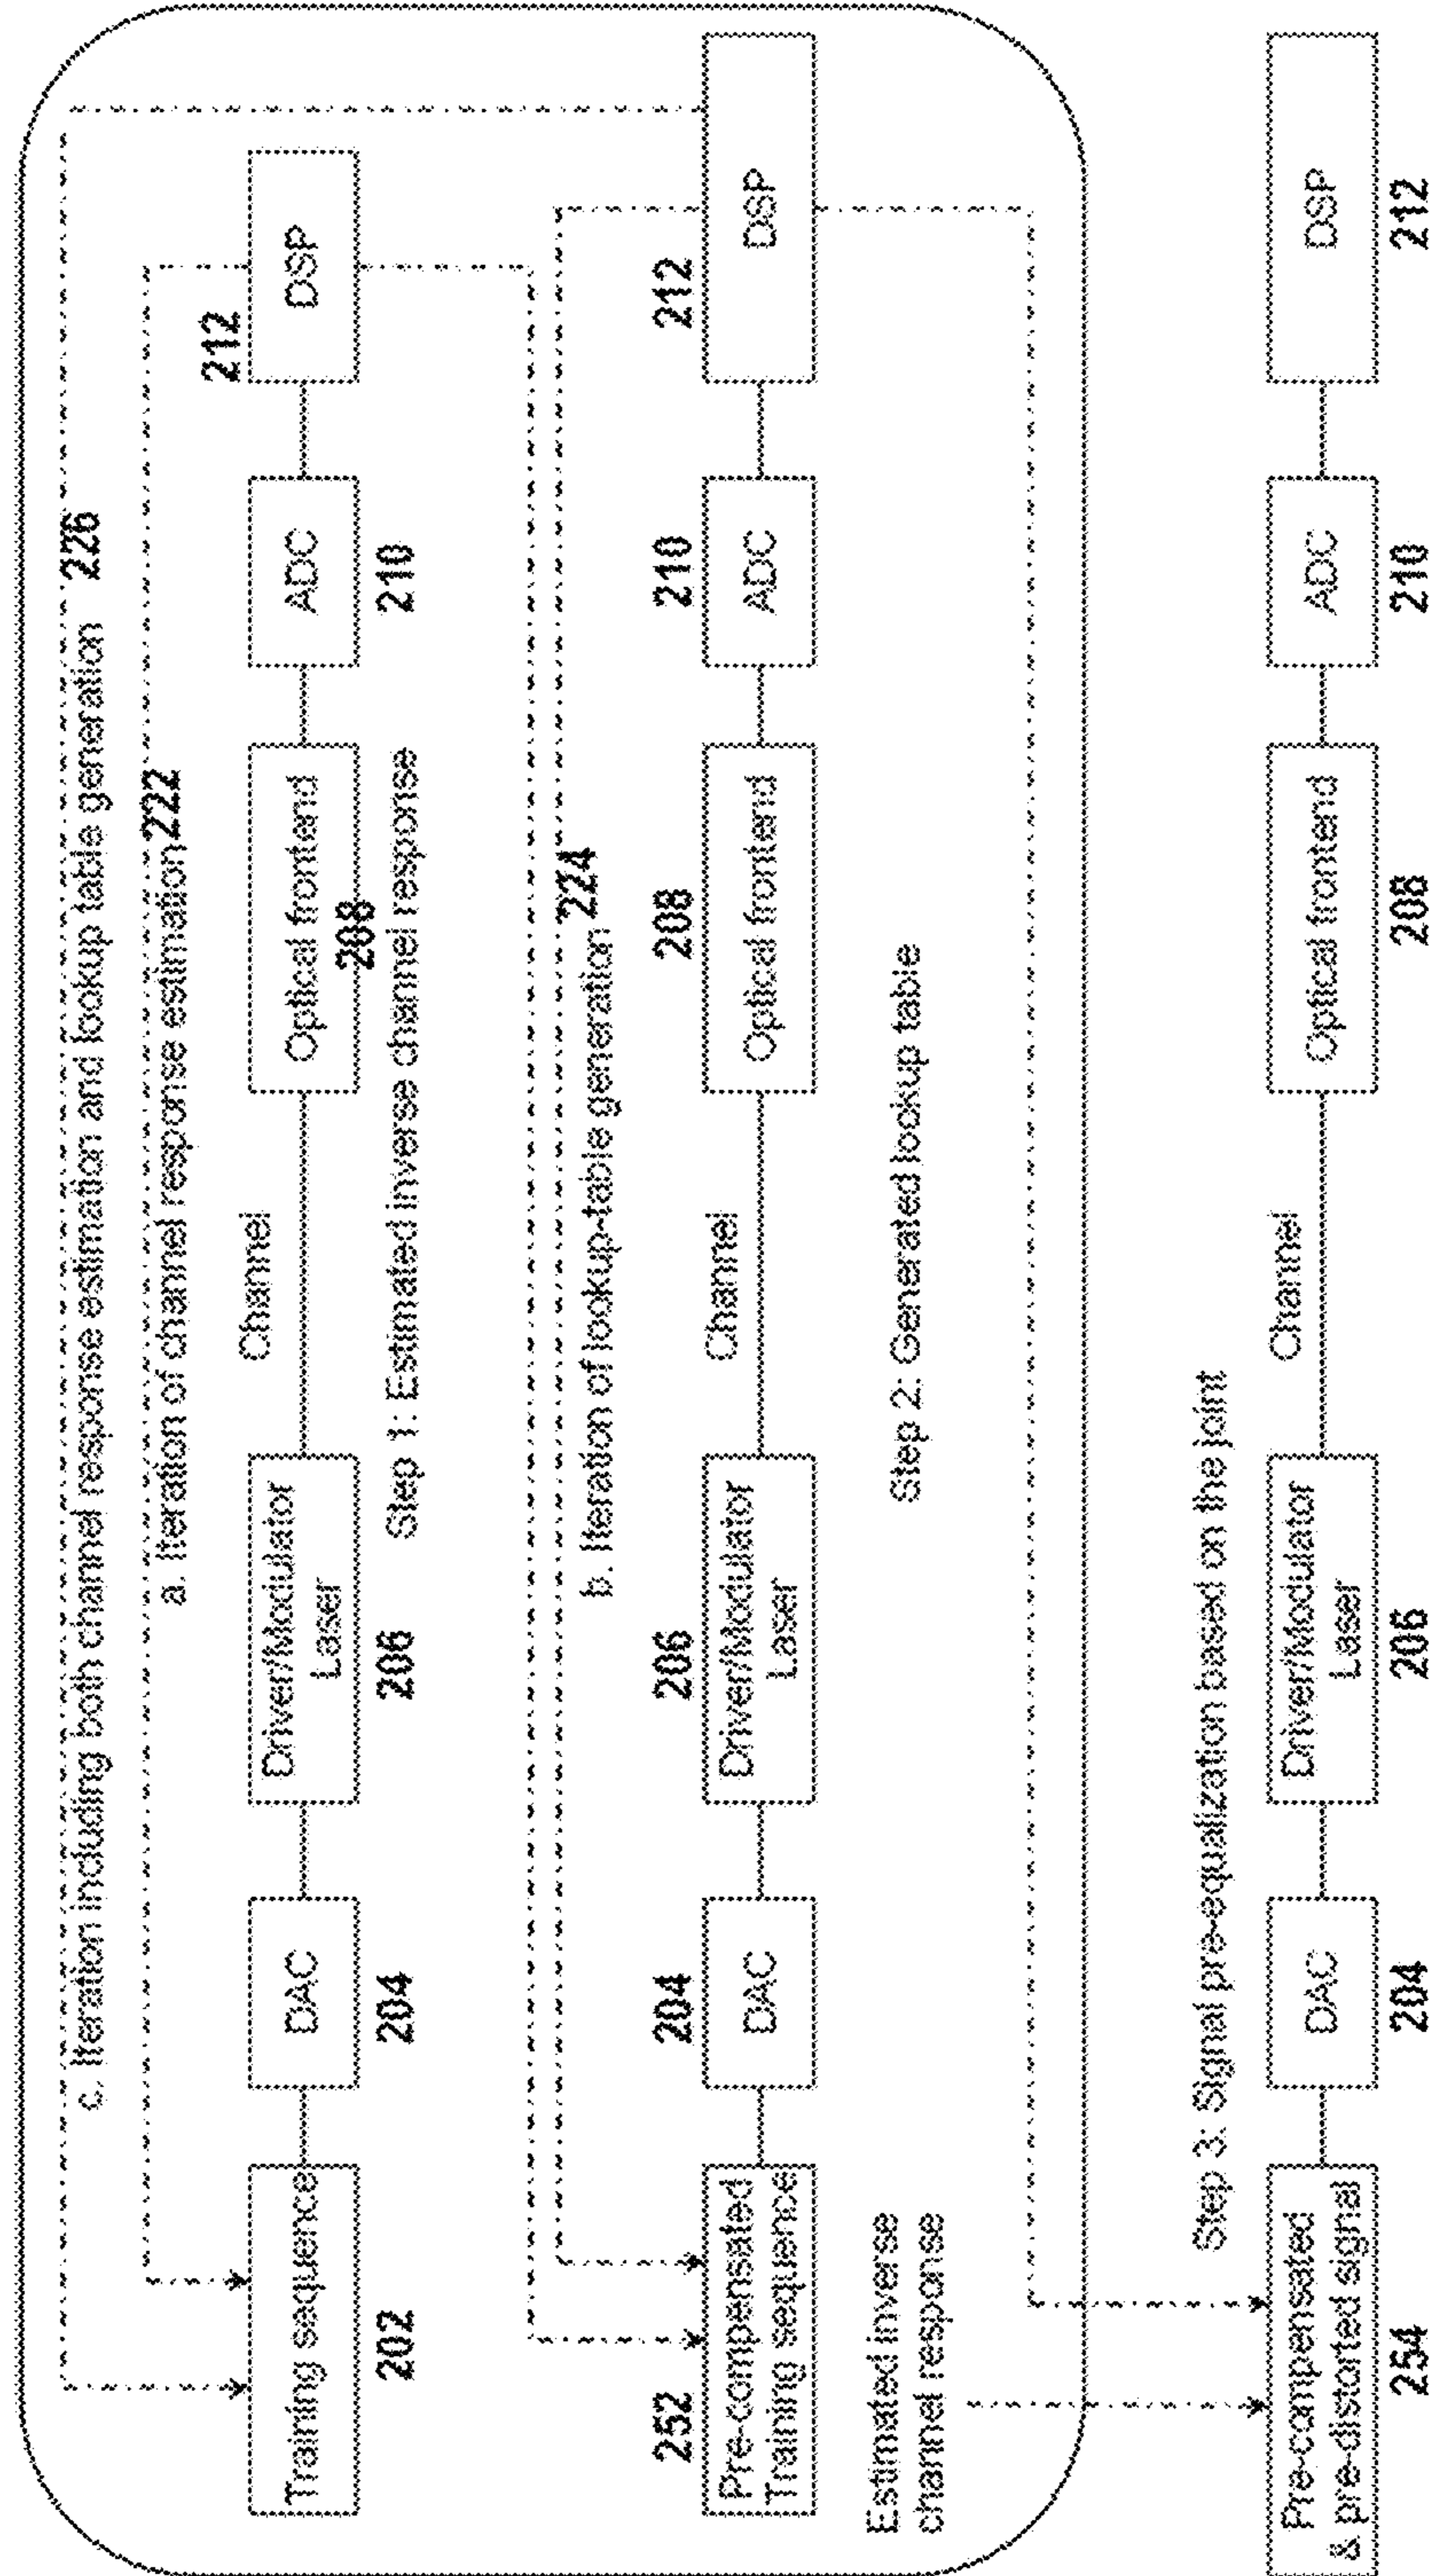 c. Iteration including both channel response estimation and lookup table generation 226
a. Iteration of channel response estimation 222
212
Channel
Training sequence
DAC
Driver/Modulator
Laser
Optical frontend
ADC
DSP
202
204
206
208
210
Step 1: Estimated inverse channel response
b. Iteration of lookup-table generation 224
252
204
206
Channel
208
210
212
Pre-compensated
Training sequence
DAC
Driver/Modulator
Laser
Optical frontend
ADC
DSP
Estimated inverse
channel response
Step 2: Generated lookup table
Step 3: Signal pre-equalization based on the joint
Channel
Pre-compensated
& pre-distorted signal
DAC
Driver/Modulator
Laser
Optical frontend
ADC
DSP
254
204
206
208
210
212